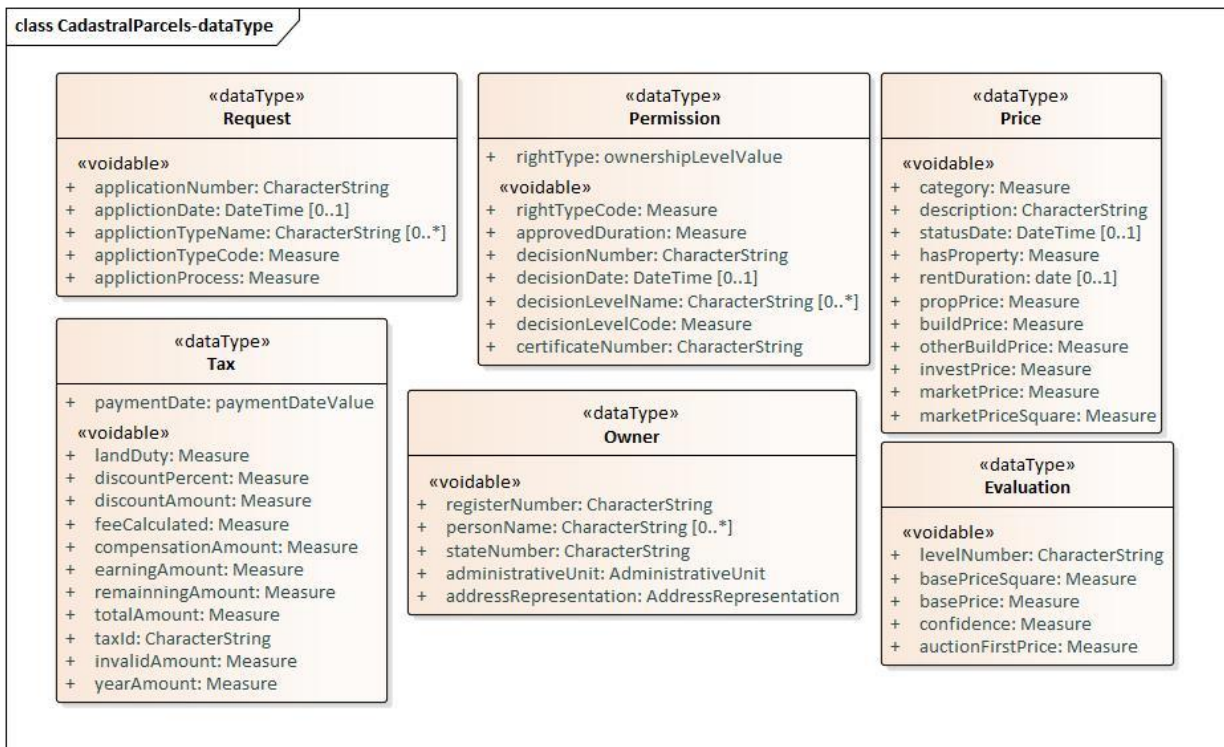 class CadastralParcels-dataType
«dataType»
Request
«voidable»
+ applicationNumber: CharacterString
+ applictionDate: DateTime [0..1]
+ applictionTypeName: CharacterString [0..*]
+ applictionTypeCode: Measure
+ applictionProcess: Measure
«dataType»
Permission
+ rightType: ownershipLevelValue
«voidable»
+ rightTypeCode: Measure
+ approvedDuration: Measure
+ decisionNumber: CharacterString
+ decisionDate: DateTime [0..1]
+ decisionLevelName: CharacterString [0..*]
+ decisionLevelCode: Measure
+ certificateNumber: CharacterString
«dataType»
Price
«voidable»
+ category: Measure
+ description: CharacterString
+ statusDate: DateTime [0..1]
+ hasProperty: Measure
+ rentDuration: date [0..1]
+ propPrice: Measure
+ buildPrice: Measure
+ otherBuildPrice: Measure
+ investPrice: Measure
+ marketPrice: Measure
+ marketPriceSquare: Measure
«dataType»
Tax
+ paymentDate: paymentDateValue
«voidable»
+ landDuty: Measure
+ discountPercent: Measure
+ discountAmount: Measure
+ feeCalculated: Measure
+ compensationAmount: Measure
+ earningAmount: Measure
+ remainningAmount: Measure
+ totalAmount: Measure
+ taxId: CharacterString
+ invalidAmount: Measure
+ yearAmount: Measure
«dataType»
Owner
«voidable»
+ registerNumber: CharacterString
+ personName: CharacterString [0..*]
+ stateNumber: CharacterString
+ administrativeUnit: AdministrativeUnit
+ addressRepresentation: AddressRepresentation
«dataType»
Evaluation
«voidable»
+ levelNumber: CharacterString
+ basePriceSquare: Measure
+ basePrice: Measure
+ confidence: Measure
+ auctionFirstPrice: Measure